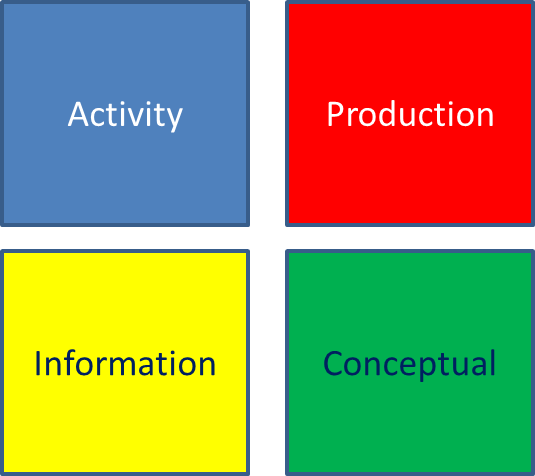 Activity
Production
Information
Conceptual